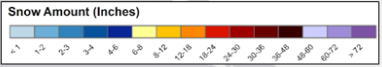 Snow Amount (Inches)
< 1 1-2 2-3 3-4 4-6 6-8 8-12 12-18 18-24 24-30 30-36 36-48 48-60 60-72 > 72